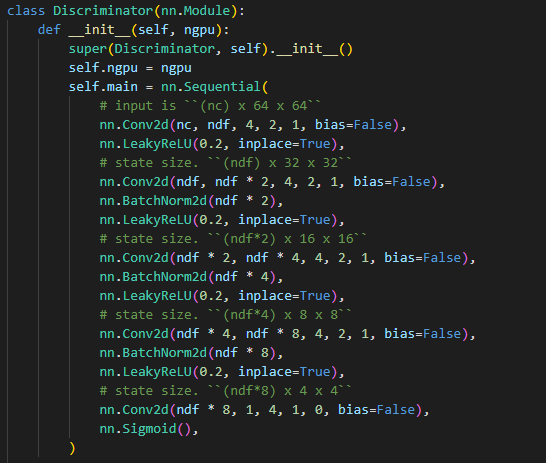 class Discriminator(nn.Module):
    def __init__(self, ngpu):
        super(Discriminator, self).__init__()
        self.ngpu = ngpu
        self.main = nn.Sequential(
            # input is ``(nc) x 64 x 64``
            nn.Conv2d(nc, ndf, 4, 2, 1, bias=False),
            nn.LeakyReLU(0.2, inplace=True),
            # state size. ``(ndf) x 32 x 32``
            nn.Conv2d(ndf, ndf * 2, 4, 2, 1, bias=False),
            nn.BatchNorm2d(ndf * 2),
            nn.LeakyReLU(0.2, inplace=True),
            # state size. ``(ndf*2) x 16 x 16``
            nn.Conv2d(ndf * 2, ndf * 4, 4, 2, 1, bias=False),
            nn.BatchNorm2d(ndf * 4),
            nn.LeakyReLU(0.2, inplace=True),
            # state size. ``(ndf*4) x 8 x 8``
            nn.Conv2d(ndf * 4, ndf * 8, 4, 2, 1, bias=False),
            nn.BatchNorm2d(ndf * 8),
            nn.LeakyReLU(0.2, inplace=True),
            # state size. ``(ndf*8) x 4 x 4``
            nn.Conv2d(ndf * 8, 1, 4, 1, 0, bias=False),
            nn.Sigmoid(),
        )